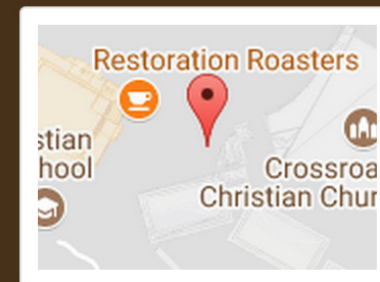 Restoration Roasters
stian
hool
Crossroa
Christian Chur